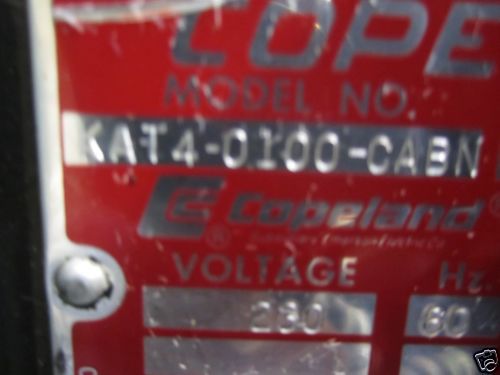 COPE
MODEL NO.
KAT4-0100-CABN
Copeland
®
VOLTAGE Hz.
230 60